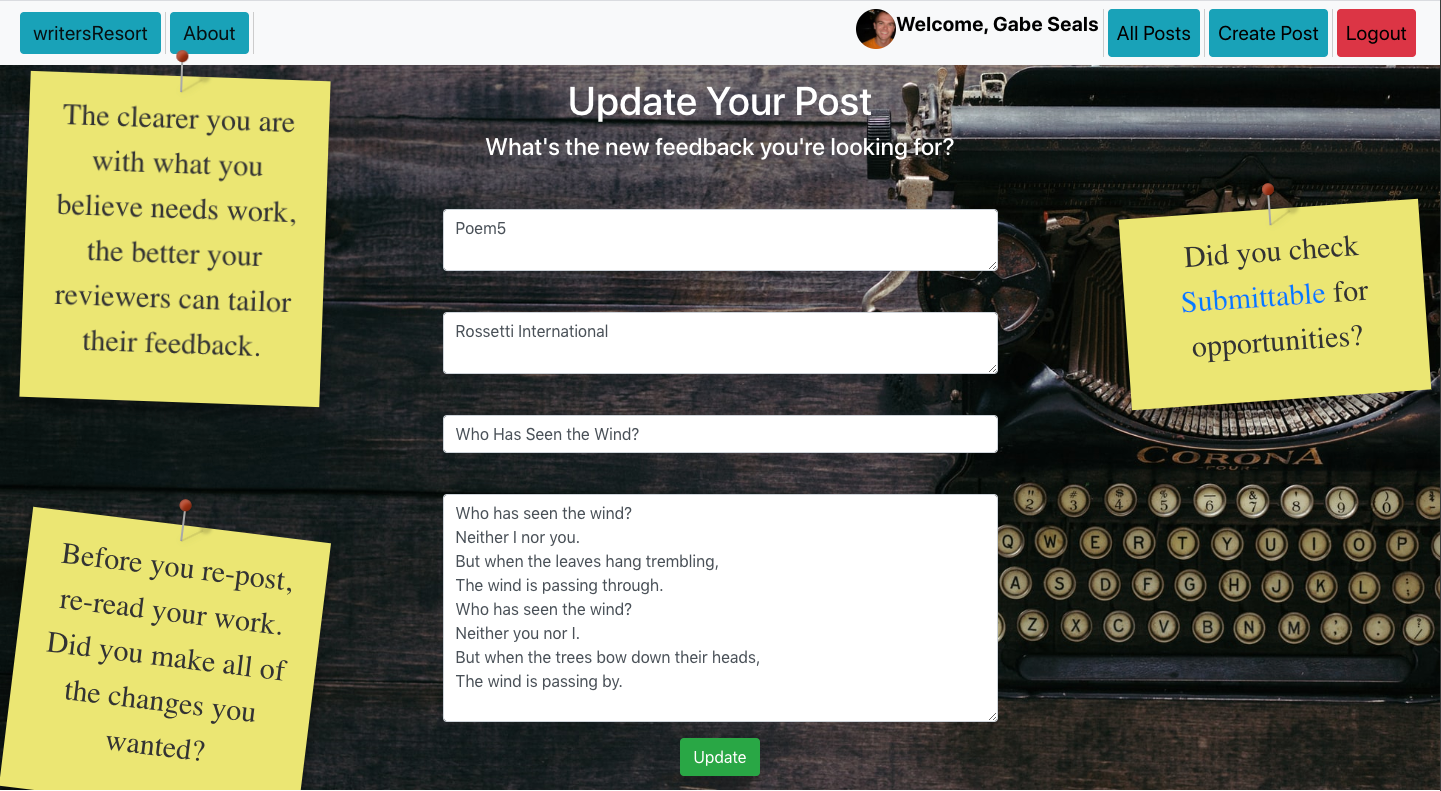 writersResort
About
Welcome, Gabe Seals
All Posts
Create Post
Logout
The clearer you are
with what you
believe needs work,
the better your
reviewers can tailor
their feedback.
Update Your Post
What's the new feedback you're looking for?
Poem5
Rossetti International
Who Has Seen the Wind?
Who has seen the wind?
Neither I nor you.
But when the leaves hang trembling,
The wind is passing through.
Who has seen the wind?
Neither you nor I.
But when the trees bow down their heads,
The wind is passing by.
Update
Did you check
Submittable for
opportunities?
Before you re-post,
re-read your work.
Did you make all of
the changes you
wanted?
CORONA
FOUR
" # $ % _ & ' ( )
2 3 4 5 6 7 8 9 0
Q W E R T Y U I O P
A S D F G H J K L
Z X C V B N M